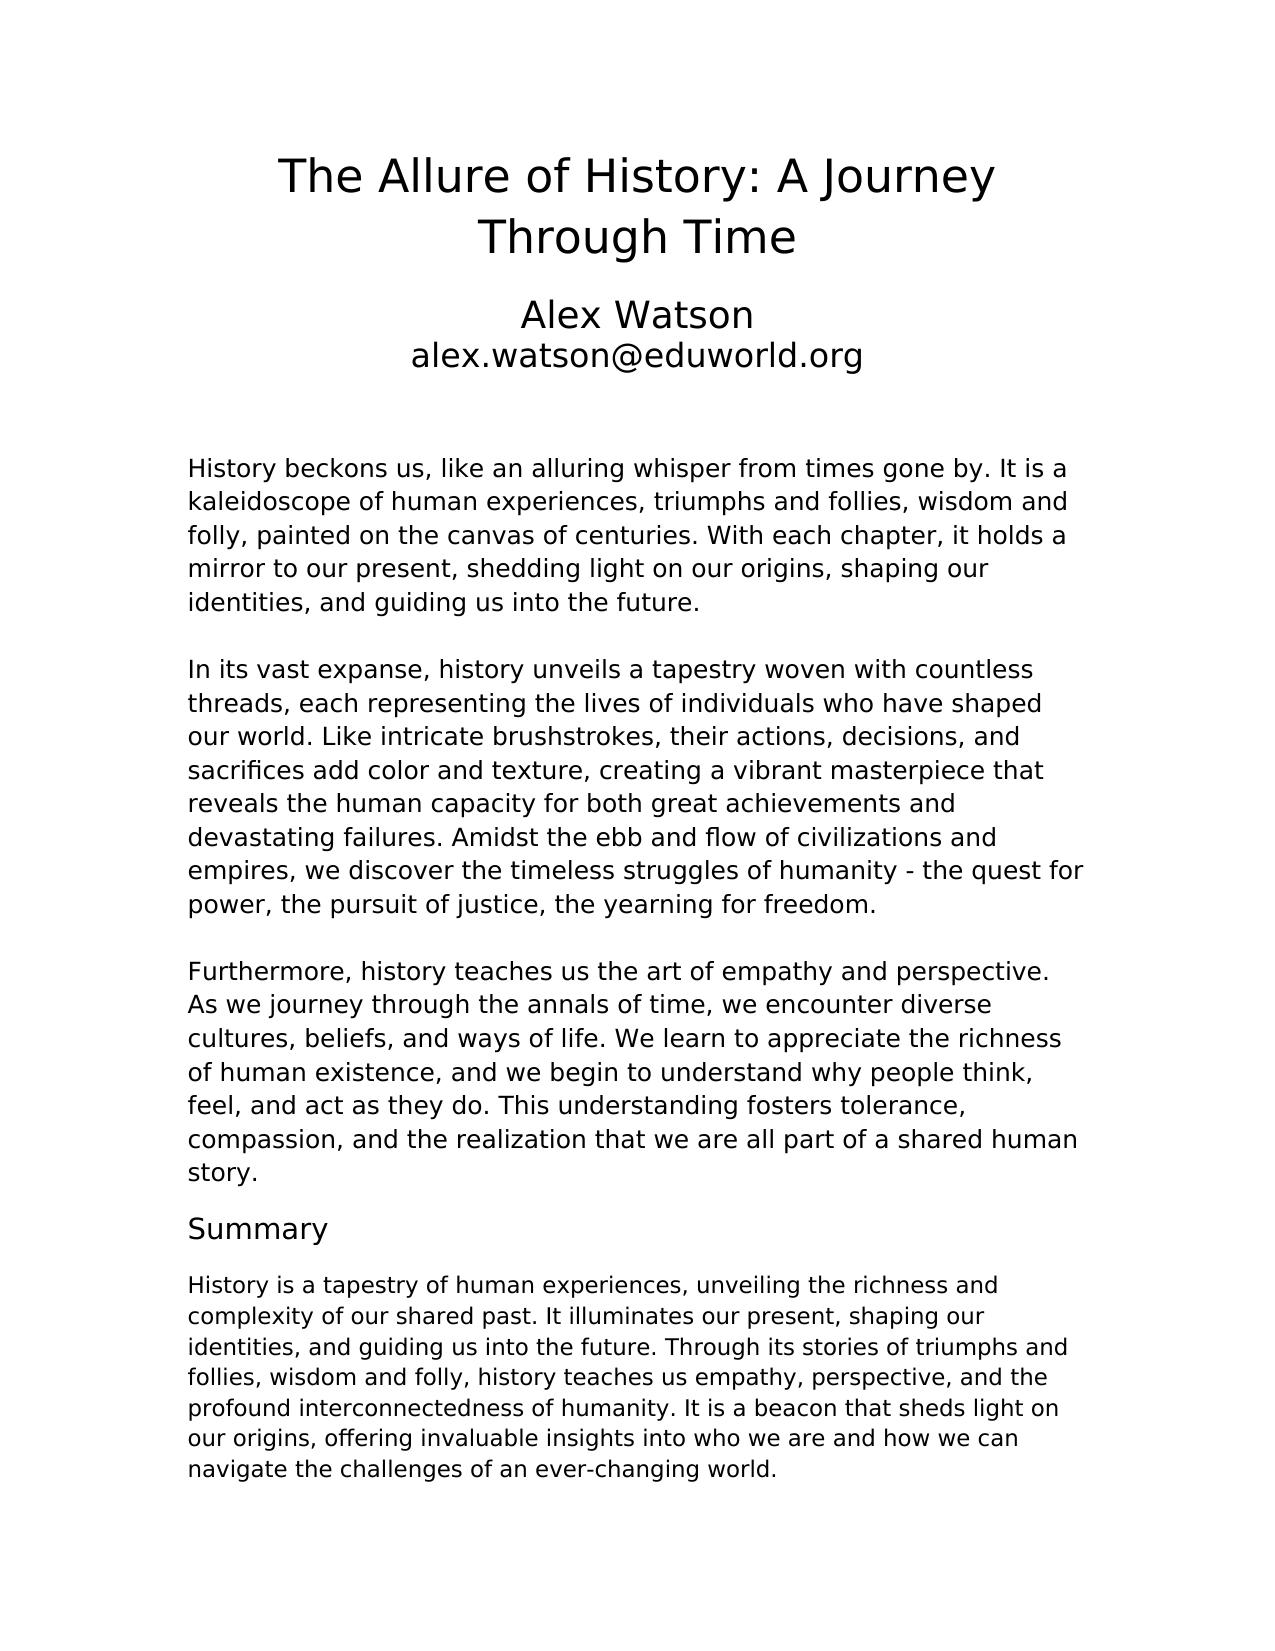 The Allure of History: A Journey
Through Time
Alex Watson
alex.watson@eduworld.org
History beckons us, like an alluring whisper from times gone by. It is a
kaleidoscope of human experiences, triumphs and follies, wisdom and
folly, painted on the canvas of centuries. With each chapter, it holds a
mirror to our present, shedding light on our origins, shaping our
identities, and guiding us into the future.
In its vast expanse, history unveils a tapestry woven with countless
threads, each representing the lives of individuals who have shaped
our world. Like intricate brushstrokes, their actions, decisions, and
sacrifices add color and texture, creating a vibrant masterpiece that
reveals the human capacity for both great achievements and
devastating failures. Amidst the ebb and flow of civilizations and
empires, we discover the timeless struggles of humanity - the quest for
power, the pursuit of justice, the yearning for freedom.
Furthermore, history teaches us the art of empathy and perspective.
As we journey through the annals of time, we encounter diverse
cultures, beliefs, and ways of life. We learn to appreciate the richness
of human existence, and we begin to understand why people think,
feel, and act as they do. This understanding fosters tolerance,
compassion, and the realization that we are all part of a shared human
story.
Summary
History is a tapestry of human experiences, unveiling the richness and
complexity of our shared past. It illuminates our present, shaping our
identities, and guiding us into the future. Through its stories of triumphs and
follies, wisdom and folly, history teaches us empathy, perspective, and the
profound interconnectedness of humanity. It is a beacon that sheds light on
our origins, offering invaluable insights into who we are and how we can
navigate the challenges of an ever-changing world.